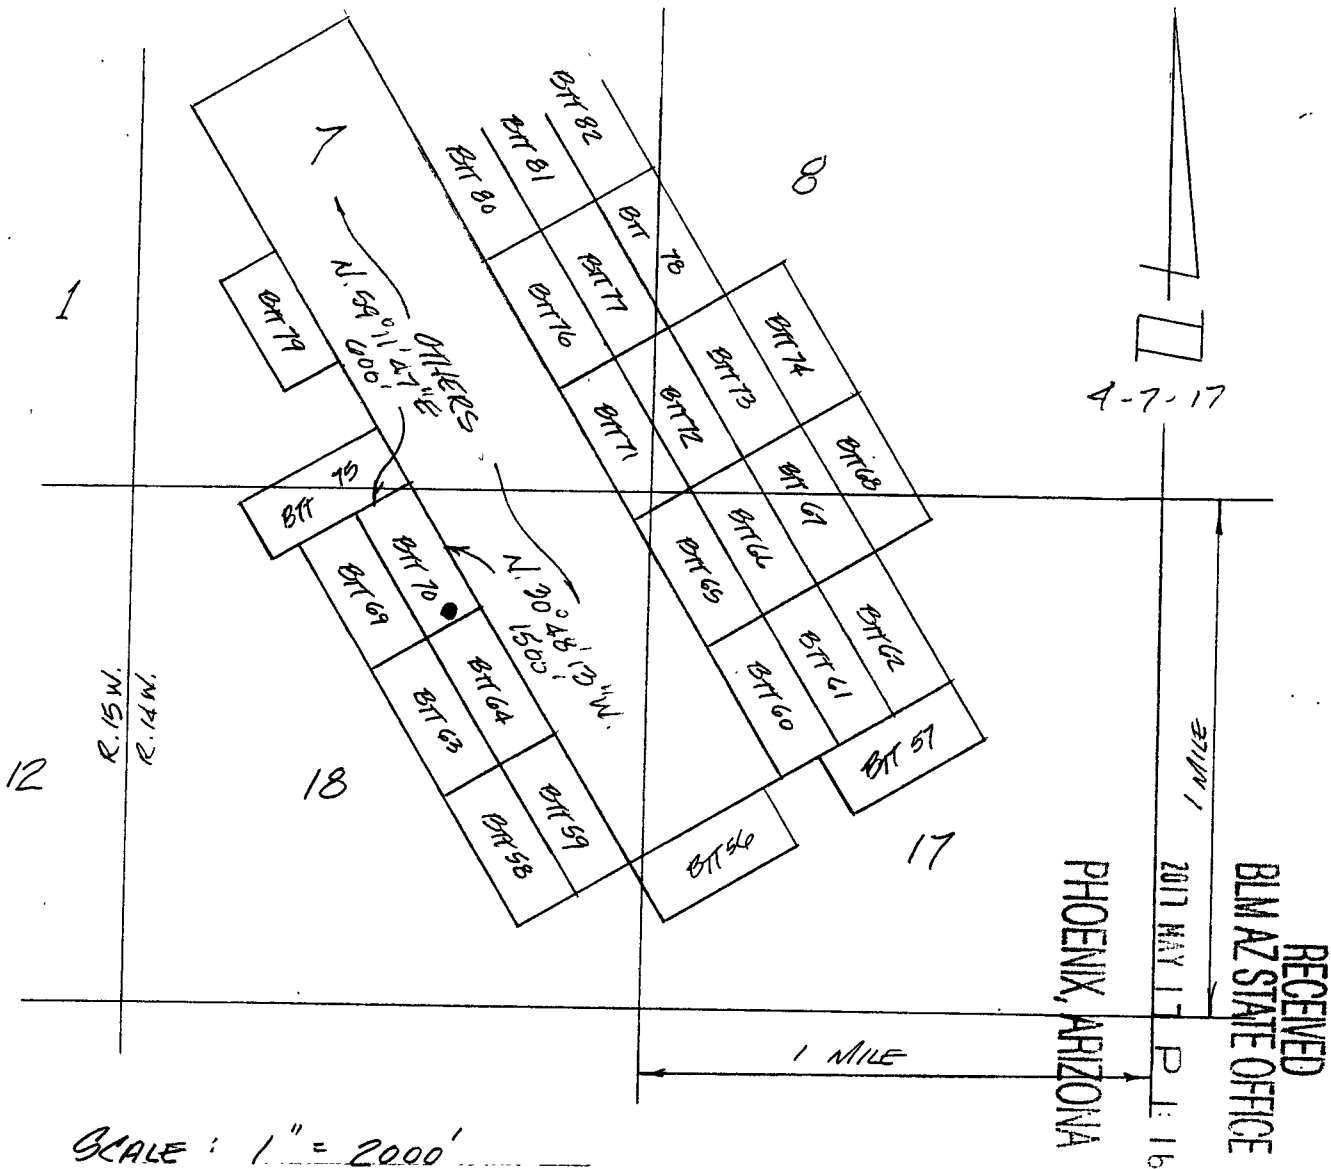 7
8
1
12
18
17
BTT 82
BTT 81
BTT 80
BTT 78
BTT 77
BTT 76
BTT 79
BTT 74
BTT 73
BTT 72
BTT 71
BTT 75
BTT 68
BTT 67
BTT 66
BTT 65
BTT 70
BTT 69
BTT 62
BTT 61
BTT 60
BTT 64
BTT 63
BTT 57
BTT 59
BTT 58
BTT 56
OTHERS
N. 59° 11' 47" E
600'
N. 30° 48' 13" W.
1500'
R. 15 W.
R. 14 W.
4-7-17
1 MILE
1 MILE
RECEIVED
BLM AZ STATE OFFICE
2017 MAY 17 P 1: 16
PHOENIX, ARIZONA
SCALE : 1" = 2000'